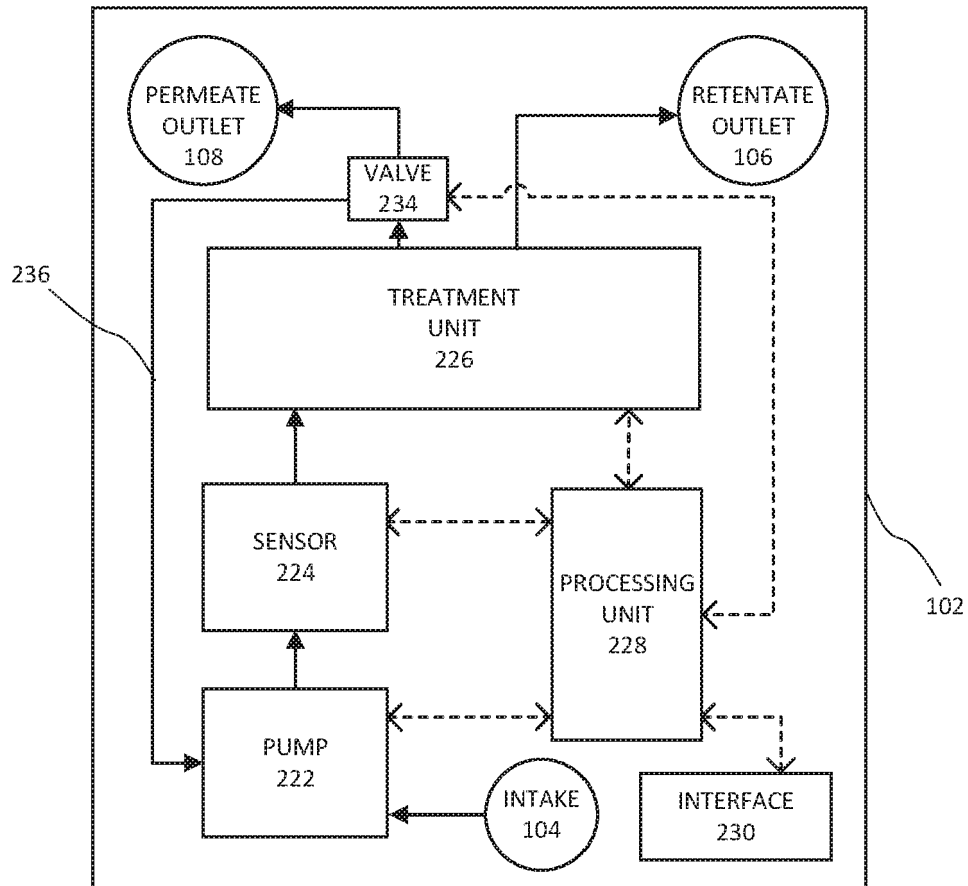 PERMEATE
OUTLET
108
RETENTATE
OUTLET
106
VALVE
234
236
TREATMENT
UNIT
226
SENSOR
224
PROCESSING
UNIT
228
102
PUMP
222
INTAKE
104
INTERFACE
230